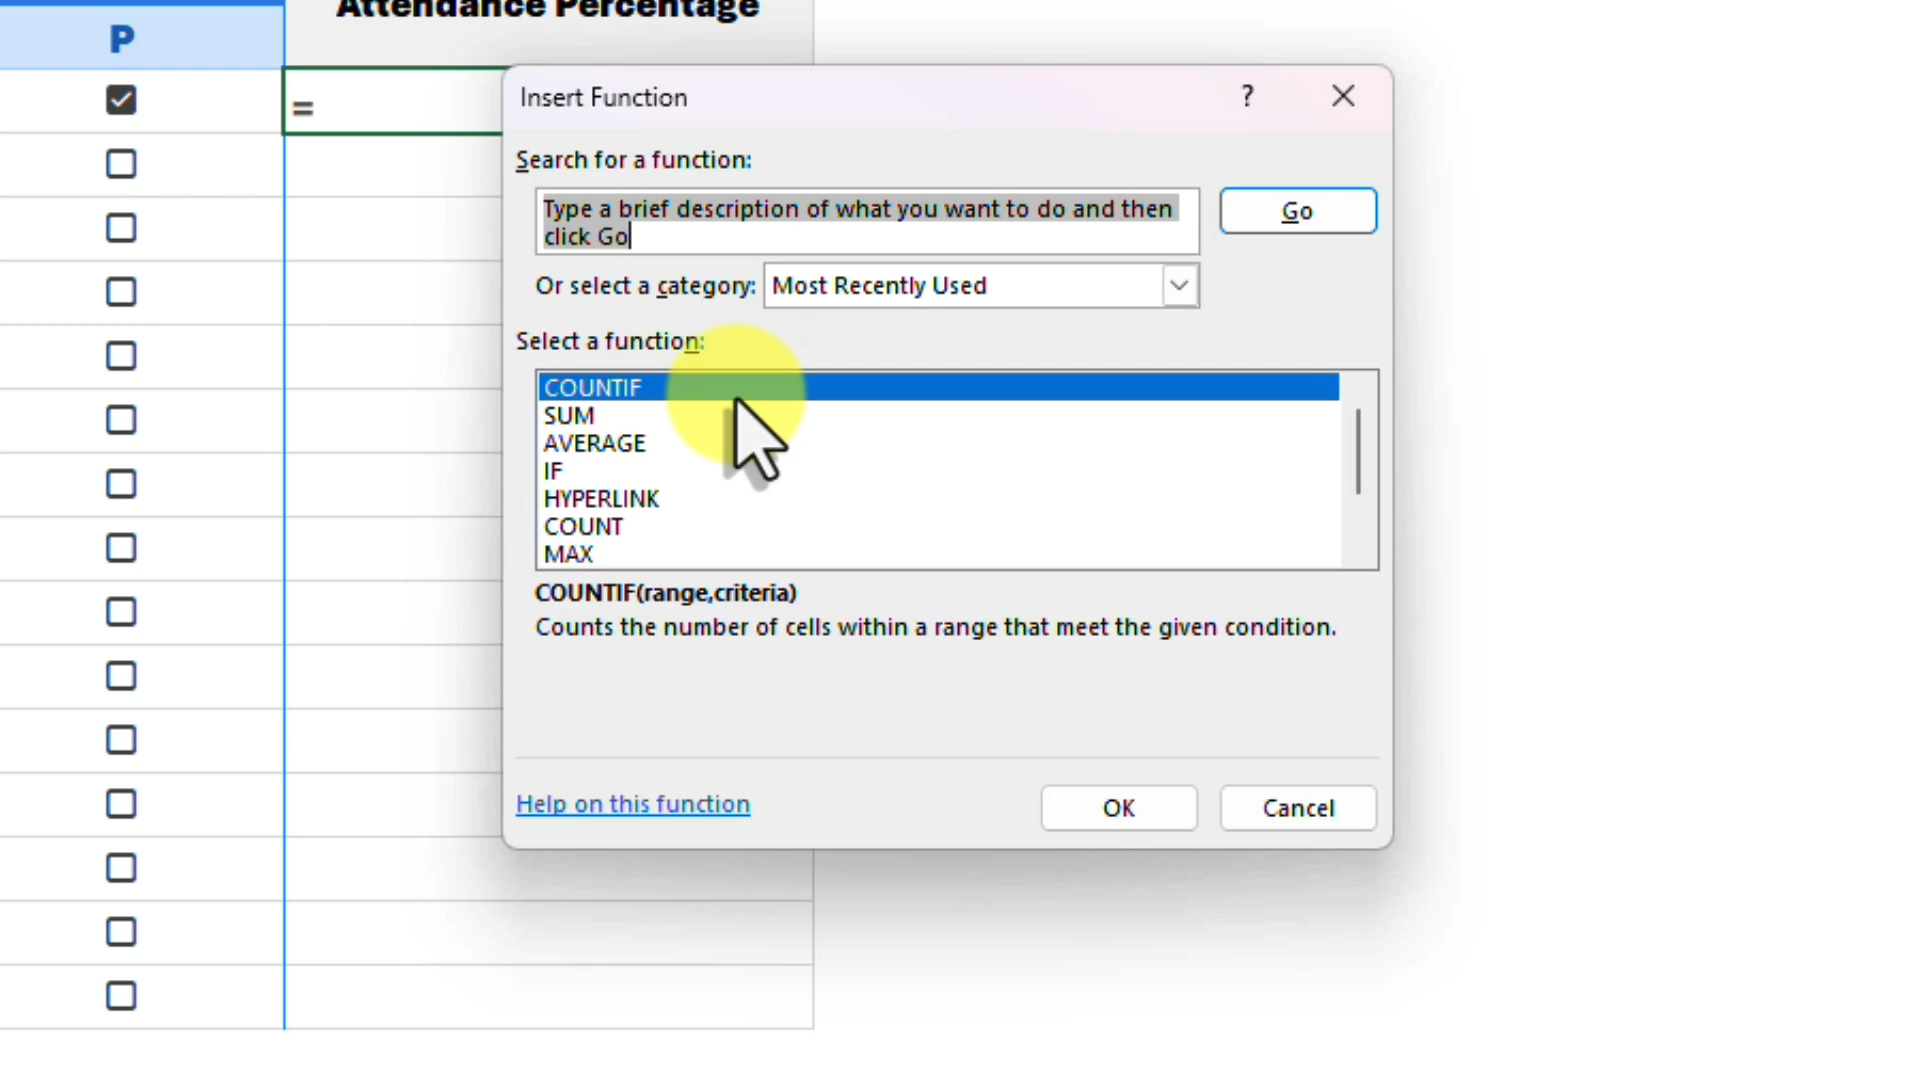 Attendance Percentage
P
=
Insert Function
?
Search for a function:
Type a brief description of what you want to do and then
click Go
Go
Or select a category:
Most Recently Used
Select a function:
COUNTIF
SUM
AVERAGE
IF
HYPERLINK
COUNT
MAX
COUNTIF(range,criteria)
Counts the number of cells within a range that meet the given condition.
Help on this function
OK
Cancel